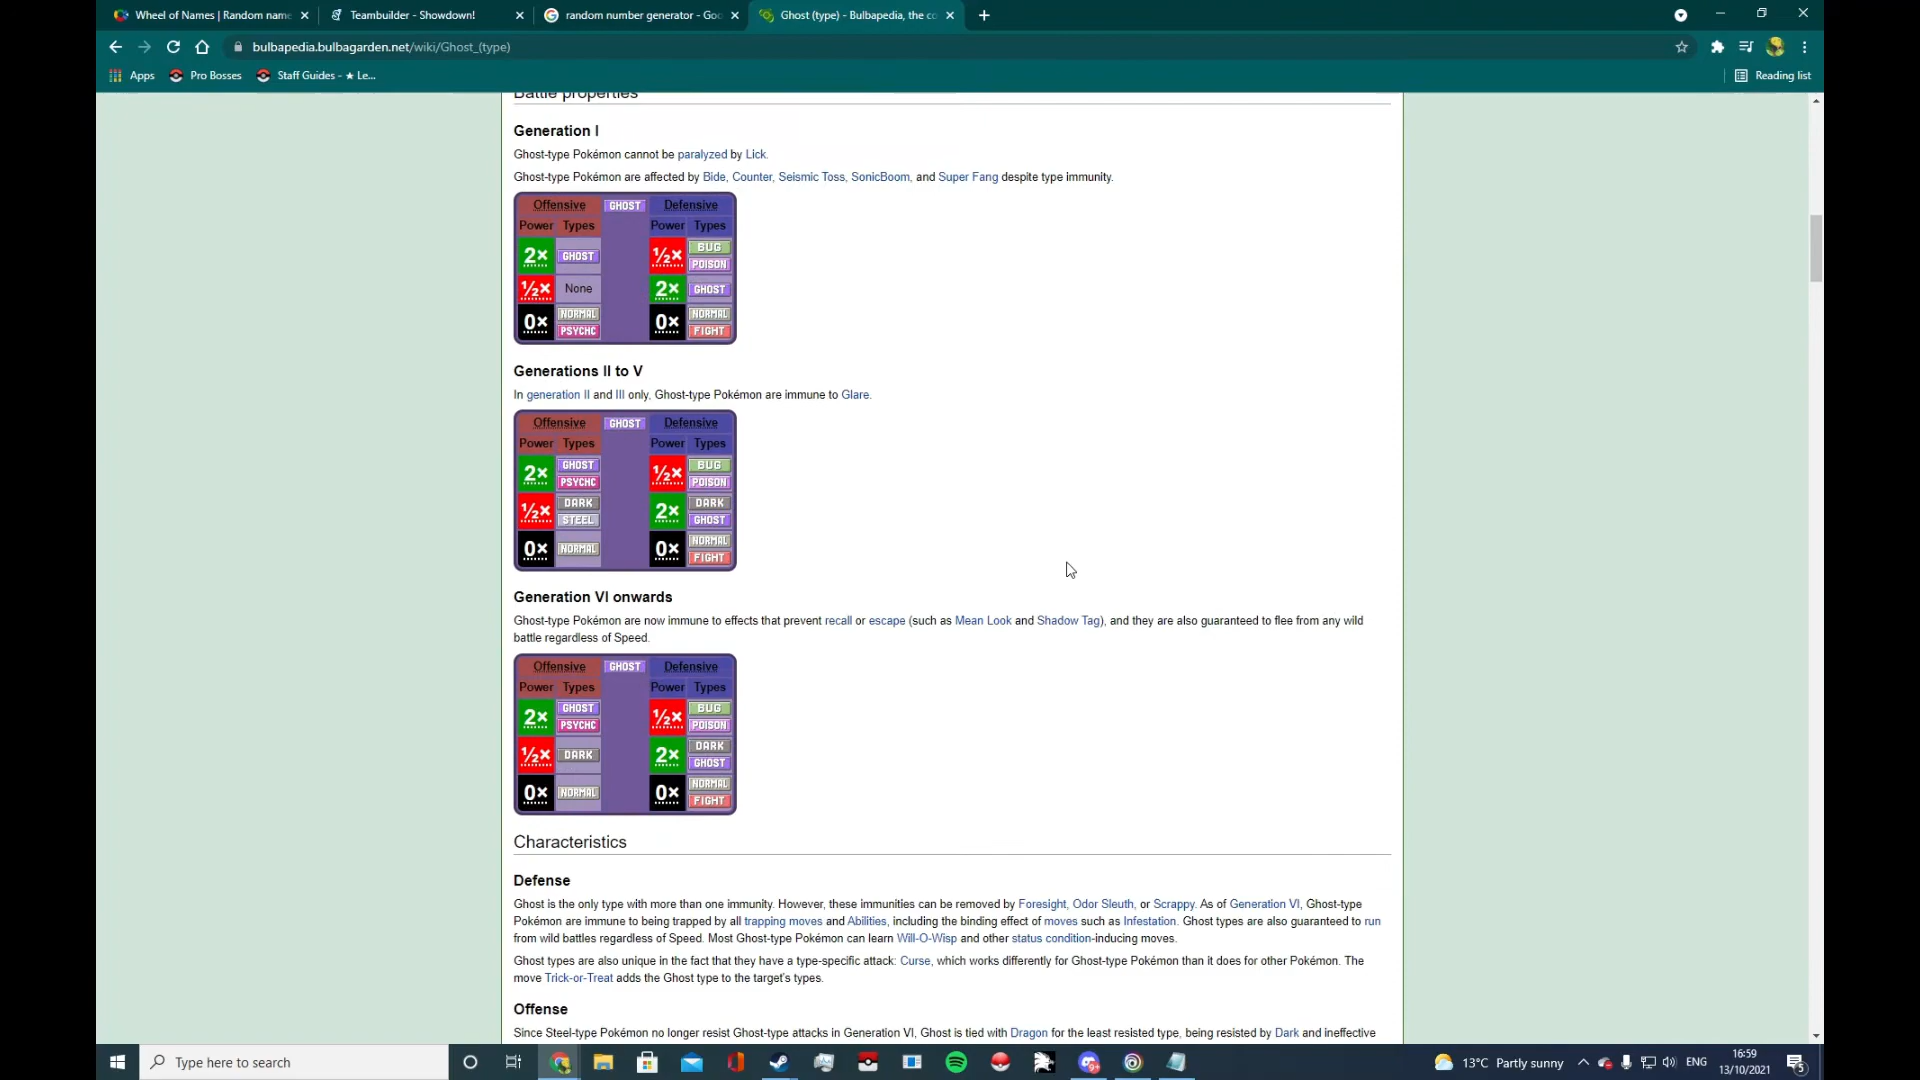 Wheel of Names | Random name
Teambuilder - Showdown!
random number generator - Goo
Ghost (type) - Bulbapedia, the co
bulbapedia.bulbagarden.net/wiki/Ghost_(type)
Apps
Pro Bosses
Staff Guides - ★ Le...
Reading list
Battle properties
Generation I
Ghost-type Pokémon cannot be paralyzed by Lick.
Ghost-type Pokémon are affected by Bide, Counter, Seismic Toss, SonicBoom, and Super Fang despite type immunity.
Offensive GHOST Defensive
Power Types Power Types
2× GHOST ½× BUG POISON
½× None 2× GHOST
0× NORMAL PSYCHC 0× NORMAL FIGHT
Generations II to V
In generation II and III only, Ghost-type Pokémon are immune to Glare.
Offensive GHOST Defensive
Power Types Power Types
2× GHOST PSYCHC ½× BUG POISON
½× DARK STEEL 2× DARK GHOST
0× NORMAL 0× NORMAL FIGHT
Generation VI onwards
Ghost-type Pokémon are now immune to effects that prevent recall or escape (such as Mean Look and Shadow Tag), and they are also guaranteed to flee from any wild
battle regardless of Speed.
Offensive GHOST Defensive
Power Types Power Types
2× GHOST PSYCHC ½× BUG POISON
½× DARK 2× DARK GHOST
0× NORMAL 0× NORMAL FIGHT
Characteristics
Defense
Ghost is the only type with more than one immunity. However, these immunities can be removed by Foresight, Odor Sleuth, or Scrappy. As of Generation VI, Ghost-type
Pokémon are immune to being trapped by all trapping moves and Abilities, including the binding effect of moves such as Infestation. Ghost types are also guaranteed to run
from wild battles regardless of Speed. Most Ghost-type Pokémon can learn Will-O-Wisp and other status condition-inducing moves.
Ghost types are also unique in the fact that they have a type-specific attack: Curse, which works differently for Ghost-type Pokémon than it does for other Pokémon. The
move Trick-or-Treat adds the Ghost type to the target's types.
Offense
Since Steel-type Pokémon no longer resist Ghost-type attacks in Generation VI, Ghost is tied with Dragon for the least resisted type, being resisted by Dark and ineffective
Type here to search
13°C Partly sunny
ENG
16:59
13/10/2021
5